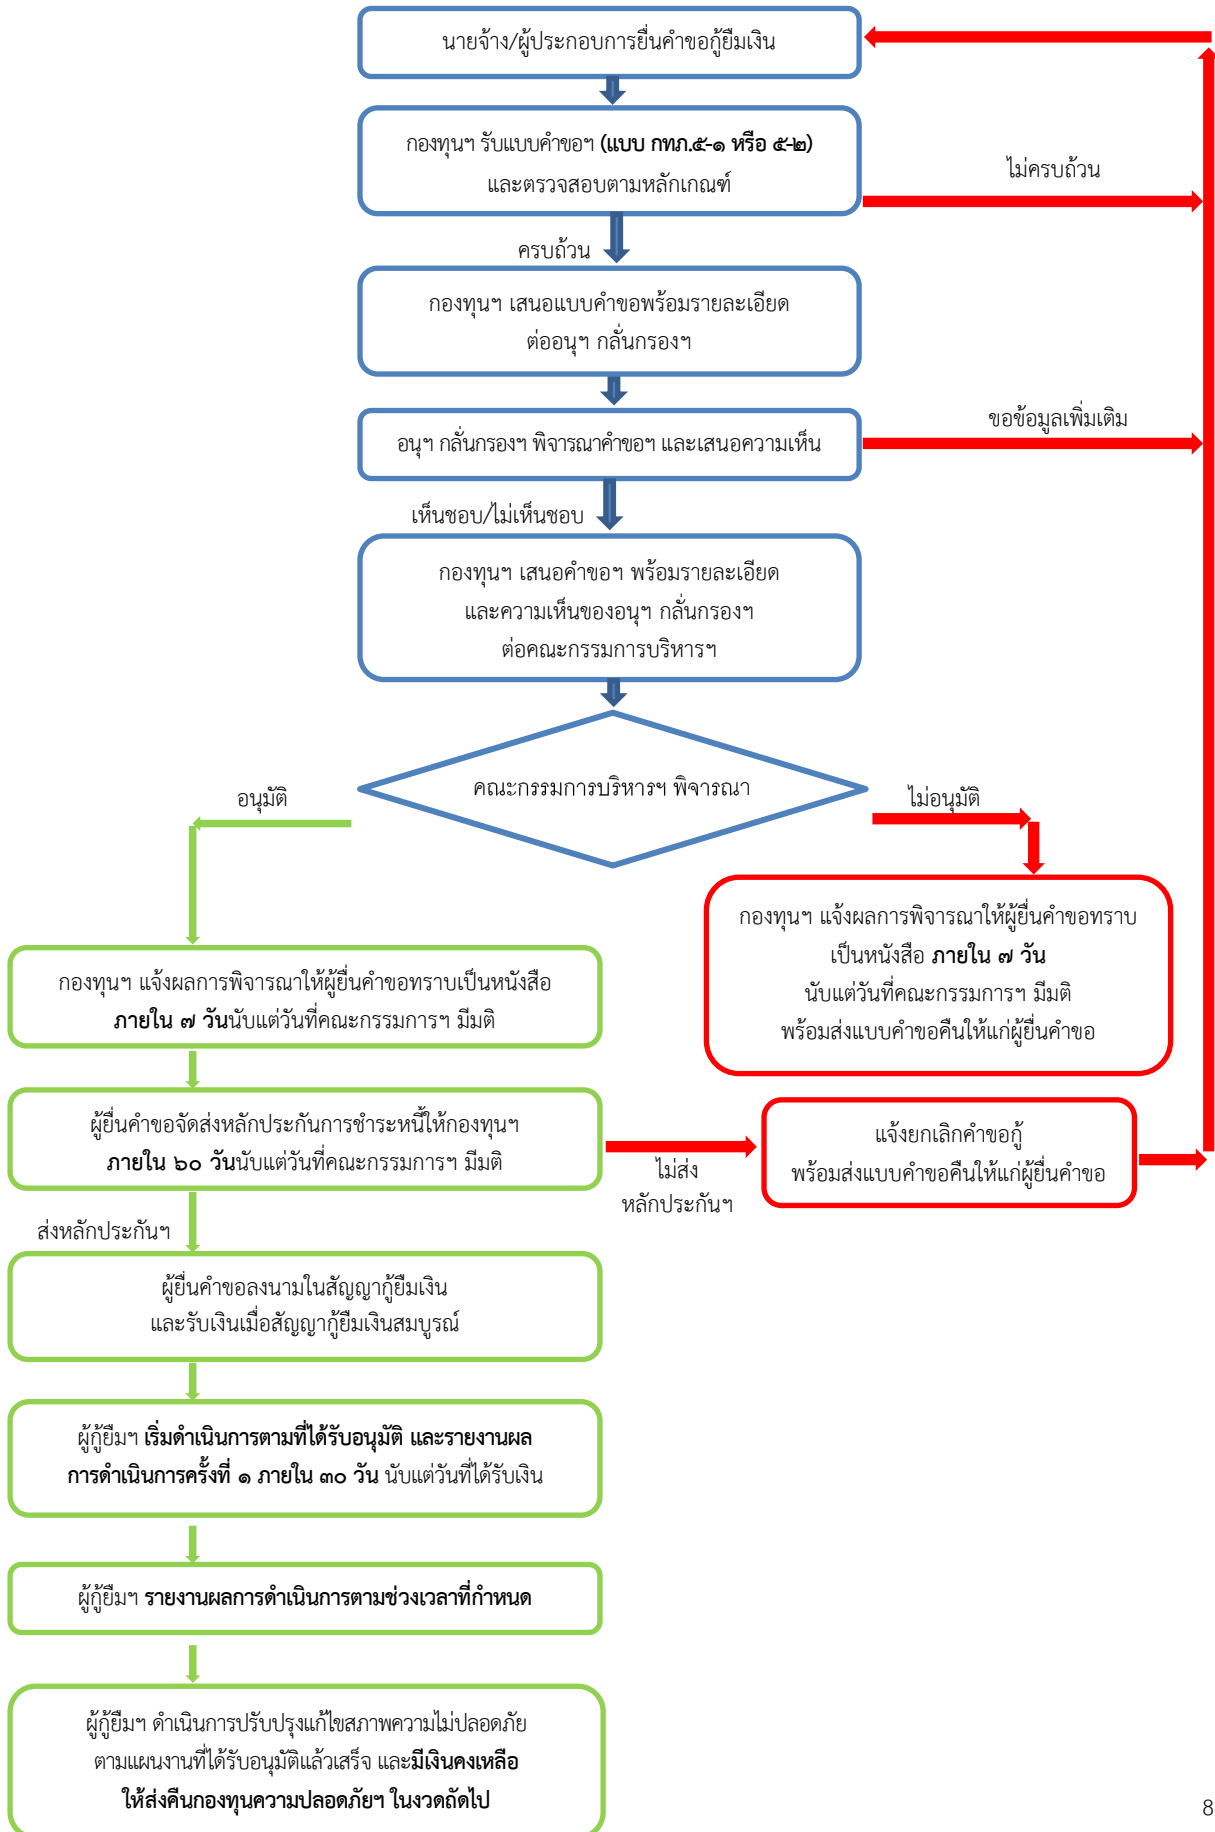 นายจ้าง/ผู้ประกอบการยื่นคำขอกู้ยืมเงิน
กองทุนฯ รับแบบคำขอฯ (แบบ กทภ.๕-๑ หรือ ๕-๒)
และตรวจสอบตามหลักเกณฑ์
ไม่ครบถ้วน
ครบถ้วน
กองทุนฯ เสนอแบบคำขอพร้อมรายละเอียด
ต่ออนุฯ กลั่นกรองฯ
อนุฯ กลั่นกรองฯ พิจารณาคำขอฯ และเสนอความเห็น
ขอข้อมูลเพิ่มเติม
เห็นชอบ/ไม่เห็นชอบ
กองทุนฯ เสนอคำขอฯ พร้อมรายละเอียด
และความเห็นของอนุฯ กลั่นกรองฯ
ต่อคณะกรรมการบริหารฯ
คณะกรรมการบริหารฯ พิจารณา
อนุมัติ
ไม่อนุมัติ
กองทุนฯ แจ้งผลการพิจารณาให้ผู้ยื่นคำขอทราบ
เป็นหนังสือ ภายใน ๗ วัน
นับแต่วันที่คณะกรรมการฯ มีมติ
พร้อมส่งแบบคำขอคืนให้แก่ผู้ยื่นคำขอ
กองทุนฯ แจ้งผลการพิจารณาให้ผู้ยื่นคำขอทราบเป็นหนังสือ
ภายใน ๗ วันนับแต่วันที่คณะกรรมการฯ มีมติ
ผู้ยื่นคำขอจัดส่งหลักประกันการชำระหนี้ให้กองทุนฯ
ภายใน ๖๐ วันนับแต่วันที่คณะกรรมการฯ มีมติ
ไม่ส่ง
หลักประกันฯ
แจ้งยกเลิกคำขอกู้
พร้อมส่งแบบคำขอคืนให้แก่ผู้ยื่นคำขอ
ส่งหลักประกันฯ
ผู้ยื่นคำขอลงนามในสัญญากู้ยืมเงิน
และรับเงินเมื่อสัญญากู้ยืมเงินสมบูรณ์
ผู้กู้ยืมฯ เริ่มดำเนินการตามที่ได้รับอนุมัติ และรายงานผล
การดำเนินการครั้งที่ ๑ ภายใน ๓๐ วัน นับแต่วันที่ได้รับเงิน
ผู้กู้ยืมฯ รายงานผลการดำเนินการตามช่วงเวลาที่กำหนด
ผู้กู้ยืมฯ ดำเนินการปรับปรุงแก้ไขสภาพความไม่ปลอดภัย
ตามแผนงานที่ได้รับอนุมัติแล้วเสร็จ และมีเงินคงเหลือ
ให้ส่งคืนกองทุนความปลอดภัยฯ ในงวดถัดไป
8